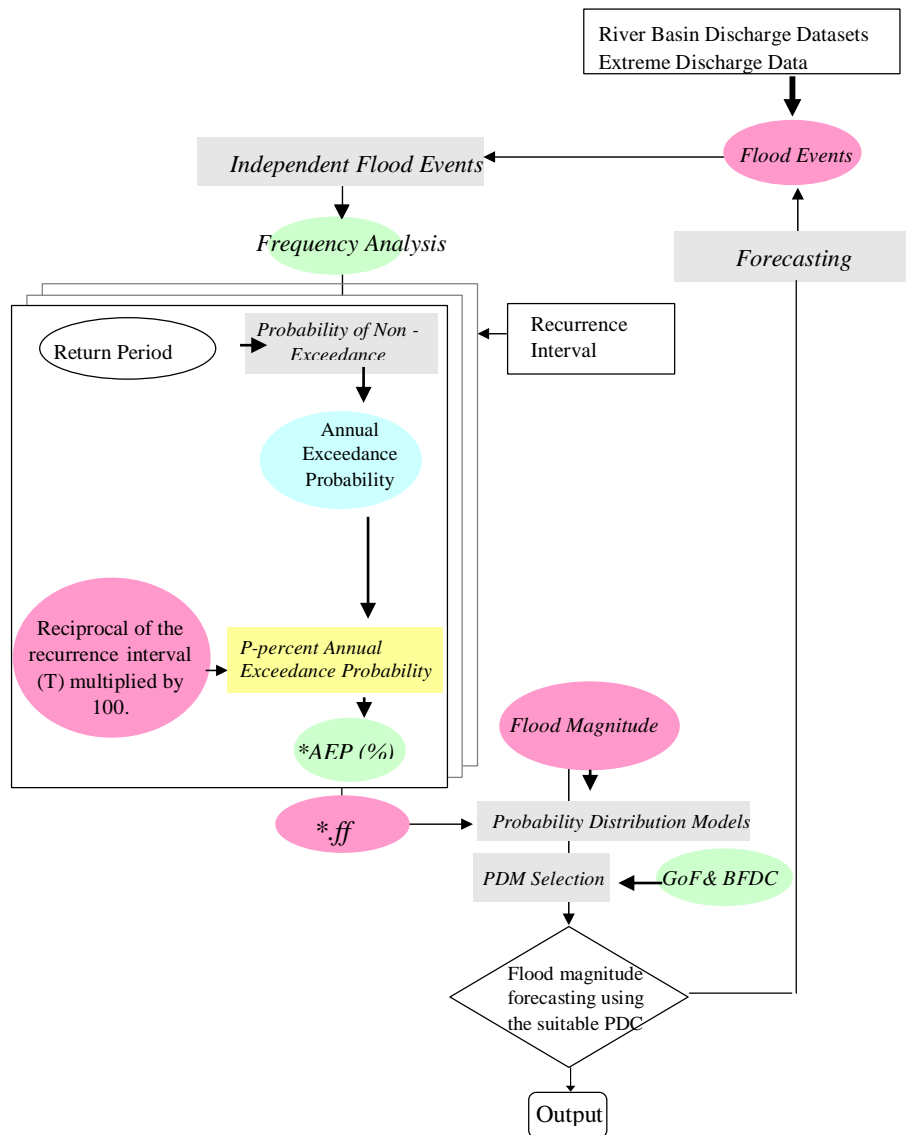 River Basin Discharge Datasets
Extreme Discharge Data
Flood Events
Independent Flood Events
Frequency Analysis
Forecasting
Probability of Non -
Exceedance
Return Period
Recurrence
Interval
Annual
Exceedance
Probability
Reciprocal of the
recurrence interval
(T) multiplied by
100.
P-percent Annual
Exceedance Probability
*AEP (%)
Flood Magnitude
*.ff
Probability Distribution Models
PDM Selection
GoF & BFDC
Flood magnitude
forecasting using
the suitable PDC
Output